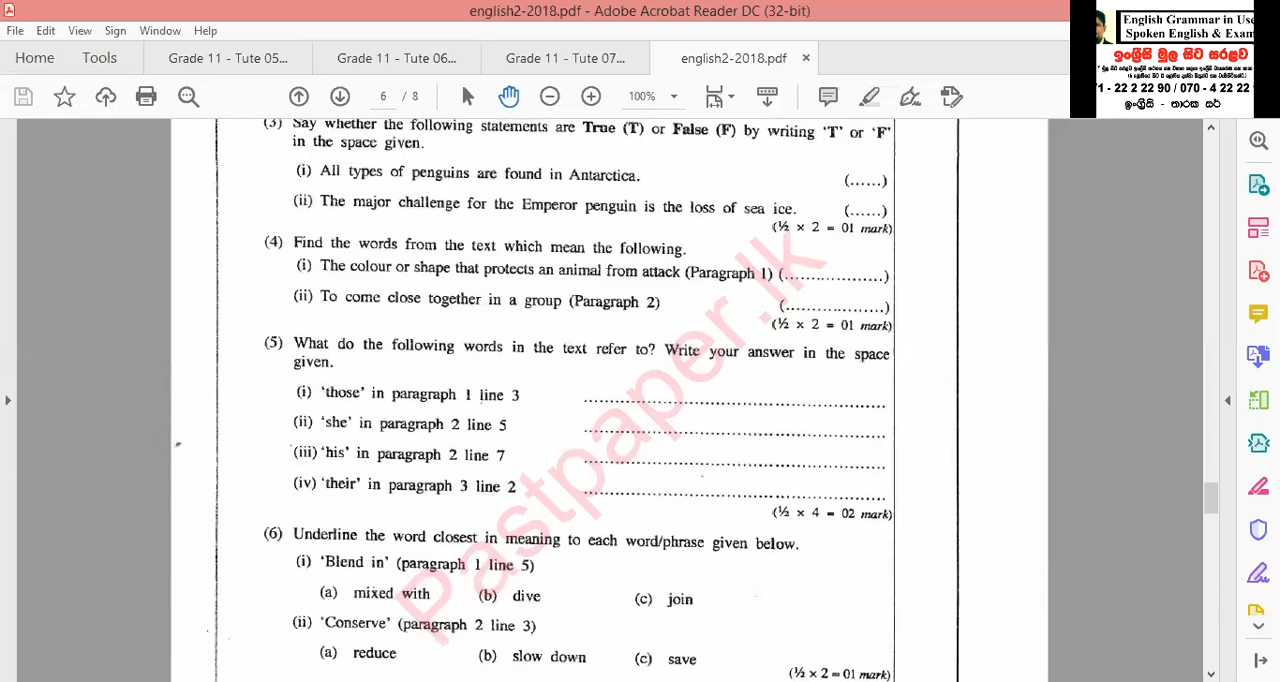 english2-2018.pdf - Adobe Acrobat Reader DC (32-bit)
English Grammar in Use
Spoken English & Exam
ඉංග්‍රීසි මුල සිට සරළව
71 - 22 2 22 90 / 070 - 4 22 22
ඉංග්‍රීසි - තාරක සර්
File Edit View Sign Window Help
Home Tools Grade 11 - Tute 05... Grade 11 - Tute 06... Grade 11 - Tute 07... english2-2018.pdf ×
6 / 8 100%
(3) Say whether the following statements are True (T) or False (F) by writing ‘T’ or ‘F’
in the space given.
(i) All types of penguins are found in Antarctica. (......)
(ii) The major challenge for the Emperor penguin is the loss of sea ice. (......)
(½ × 2 = 01 mark)
(4) Find the words from the text which mean the following.
(i) The colour or shape that protects an animal from attack (Paragraph 1) (....................)
(ii) To come close together in a group (Paragraph 2) (....................)
(½ × 2 = 01 mark)
(5) What do the following words in the text refer to? Write your answer in the space
given.
(i) ‘those’ in paragraph 1 line 3 ............................................................
(ii) ‘she’ in paragraph 2 line 5 ............................................................
(iii) ‘his’ in paragraph 2 line 7 ............................................................
(iv) ‘their’ in paragraph 3 line 2 ............................................................
(½ × 4 = 02 mark)
(6) Underline the word closest in meaning to each word/phrase given below.
(i) ‘Blend in’ (paragraph 1 line 5)
(a) mixed with (b) dive (c) join
(ii) ‘Conserve’ (paragraph 2 line 3)
(a) reduce (b) slow down (c) save
(½ × 2 = 01 mark)
Pastpaper.lk